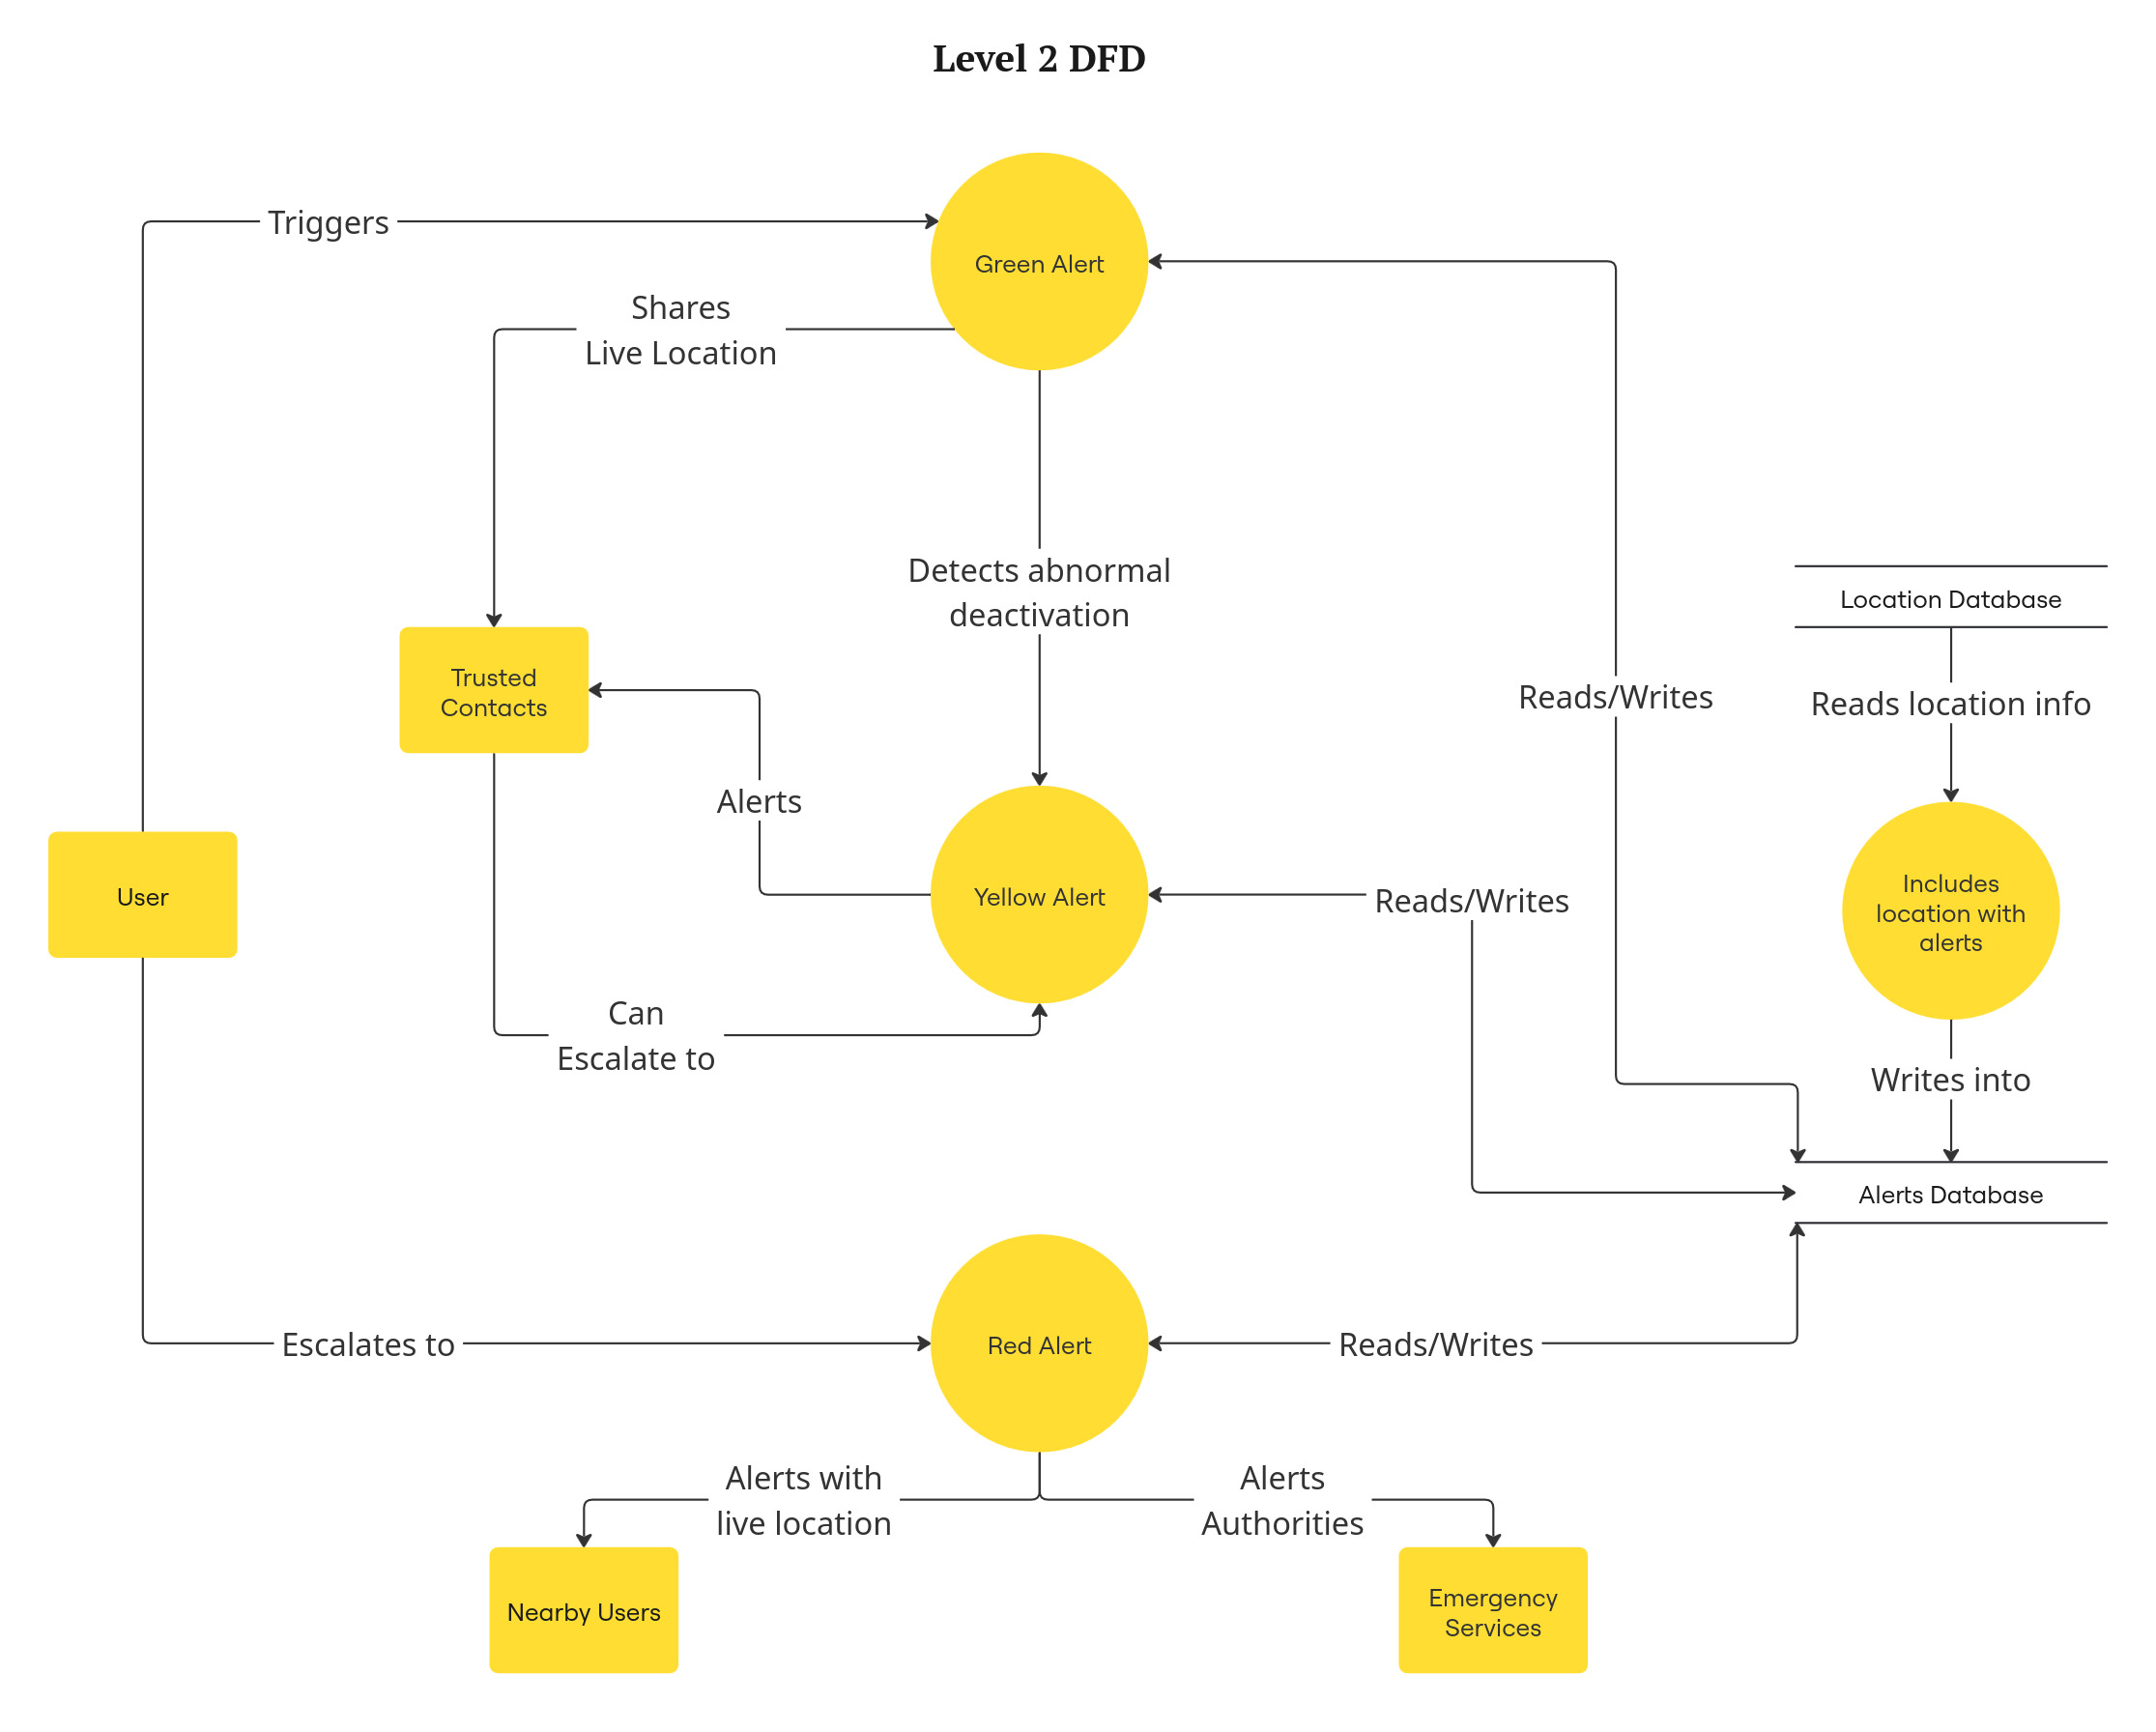 Level 2 DFD
Triggers
Green Alert
Shares
Live Location
Detects abnormal
deactivation
Location Database
Trusted
Contacts
Reads/Writes
Reads location info
Alerts
User
Yellow Alert
Reads/Writes
Includes
location with
alerts
Can
Escalate to
Writes into
Alerts Database
Escalates to
Red Alert
Reads/Writes
Alerts with
live location
Alerts
Authorities
Nearby Users
Emergency
Services